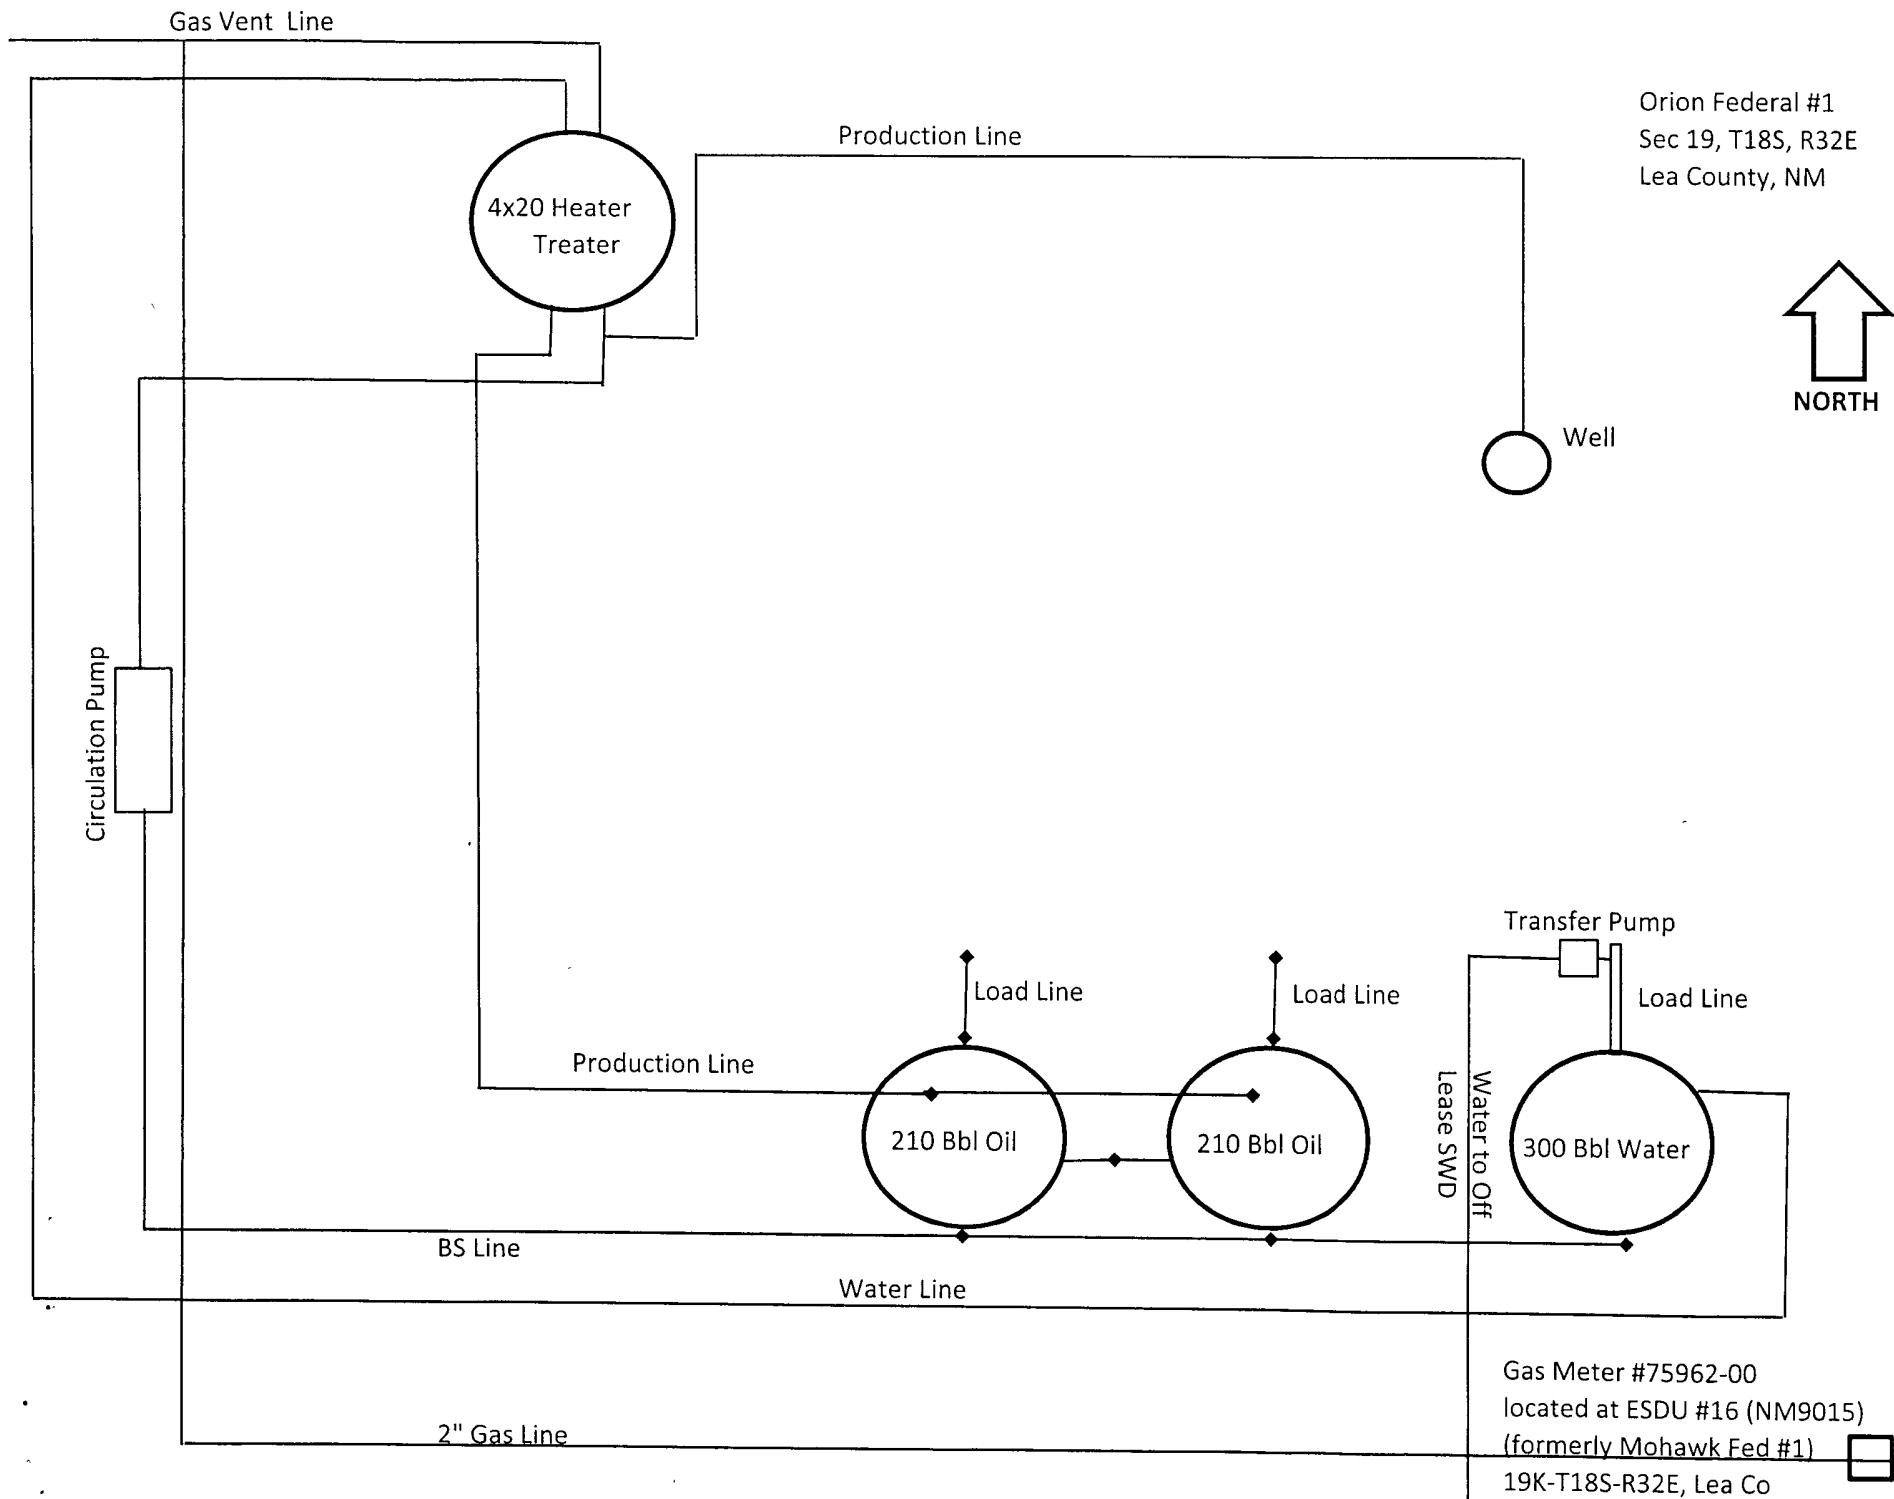 Gas Vent Line
Orion Federal #1
Sec 19, T18S, R32E
Lea County, NM
Production Line
4x20 Heater
Treater
NORTH
Well
Circulation Pump
Transfer Pump
Load Line
Load Line
Load Line
Production Line
Water to Off
Lease SWD
210 Bbl Oil
210 Bbl Oil
300 Bbl Water
BS Line
Water Line
Gas Meter #75962-00
located at ESDU #16 (NM9015)
(formerly Mohawk Fed #1)
19K-T18S-R32E, Lea Co
2" Gas Line